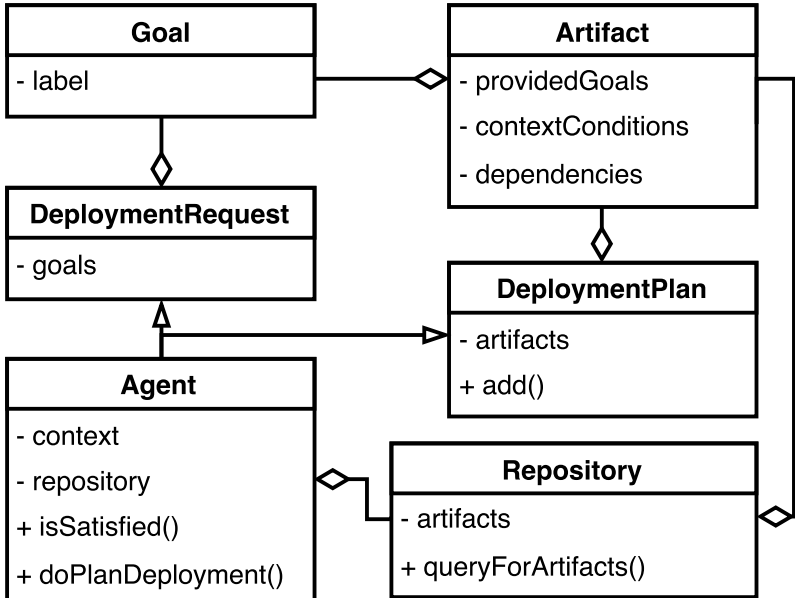 Goal
- label
Artifact
- providedGoals
- contextConditions
- dependencies
DeploymentRequest
- goals
DeploymentPlan
- artifacts
+ add()
Agent
- context
- repository
+ isSatisfied()
+ doPlanDeployment()
Repository
- artifacts
+ queryForArtifacts()